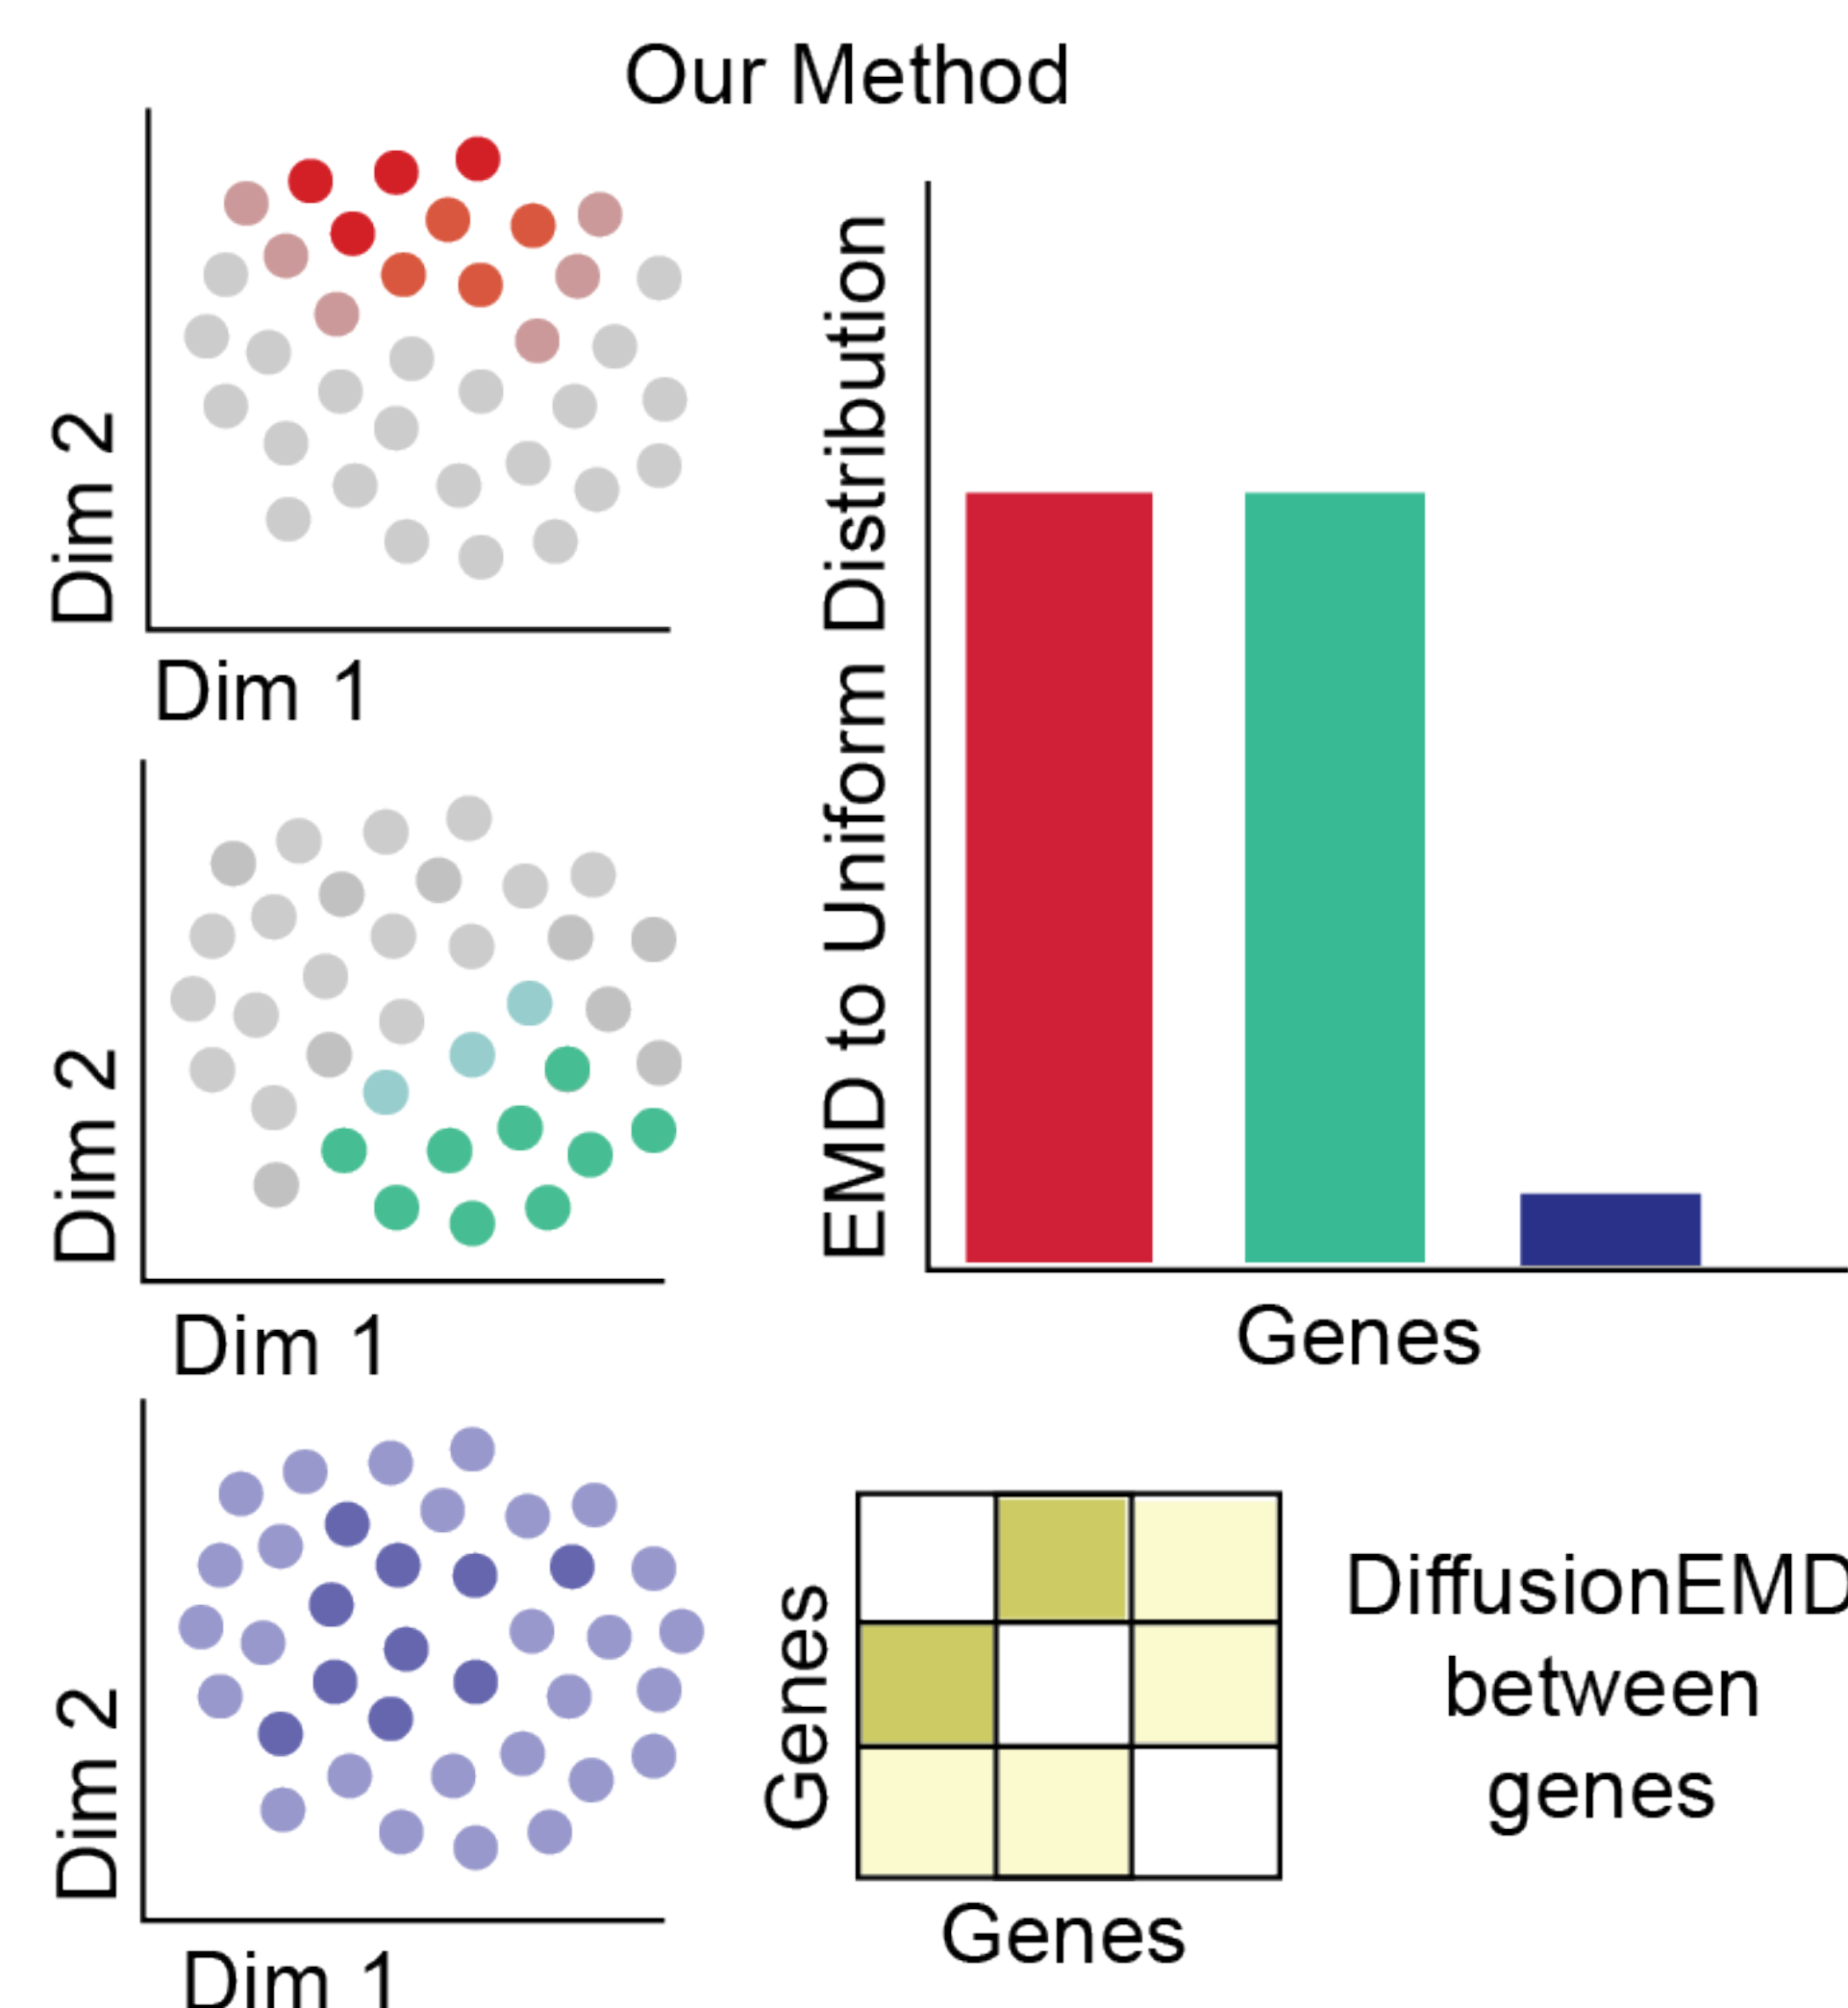 Our Method
Dim 2
Dim 1
EMD to Uniform Distribution
Genes
Dim 2
Dim 1
Dim 2
Dim 1
Genes
Genes
DiffusionEMD
between
genes